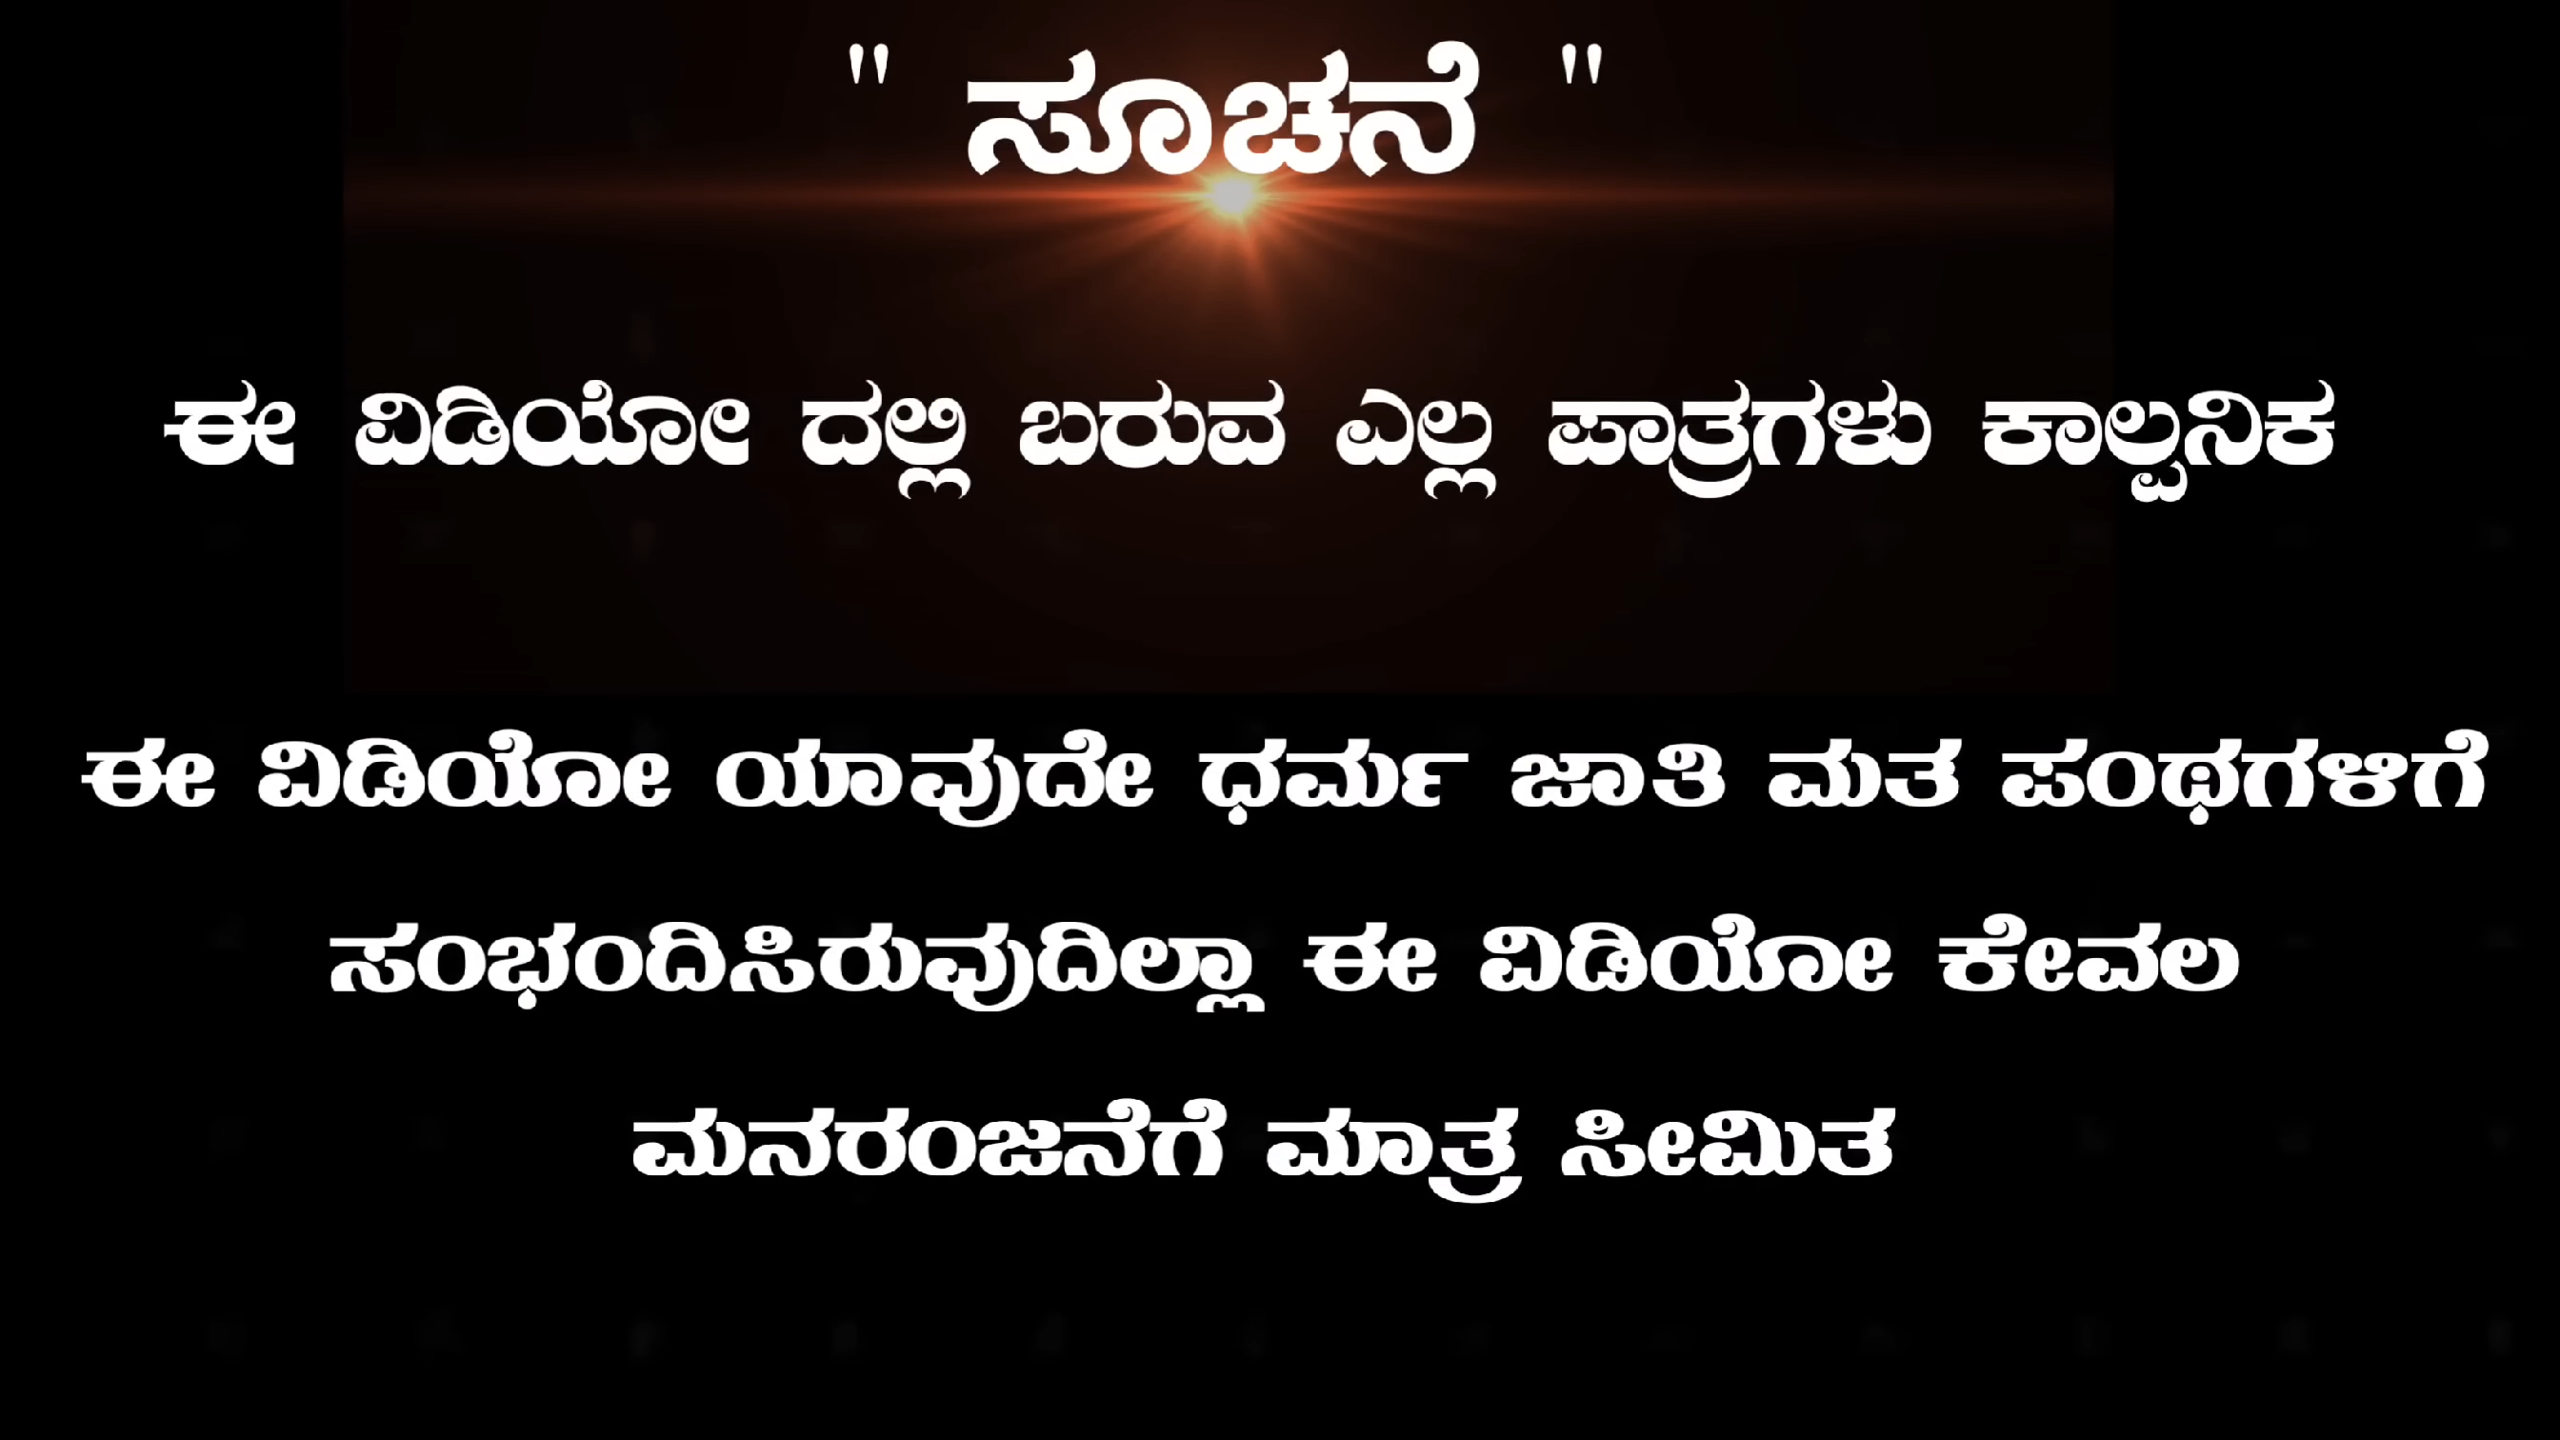 " ಸೂಚನೆ "
ಈ ವಿಡಿಯೋ ದಲ್ಲಿ ಬರುವ ಎಲ್ಲ ಪಾತ್ರಗಳು ಕಾಲ್ಪನಿಕ
ಈ ವಿಡಿಯೋ ಯಾವುದೇ ಧರ್ಮ ಜಾತಿ ಮತ ಪಂಥಗಳಿಗೆ
ಸಂಭಂದಿಸಿರುವುದಿಲ್ಲಾ ಈ ವಿಡಿಯೋ ಕೇವಲ
ಮನರಂಜನೆಗೆ ಮಾತ್ರ ಸೀಮಿತ